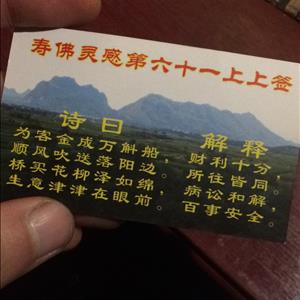 寿佛灵感第六十一上上签
诗曰 解释
为客金成万斛船， 财利十分，
顺风吹送落阳边。 所往皆同。
桥买花柳泽如绵， 病讼和解，
生意津津在眼前。 百事安全。